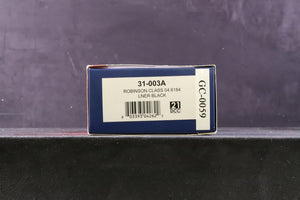 31-003A
ROBINSON CLASS 04 6184
LNER BLACK
21
DCC
GC-0059